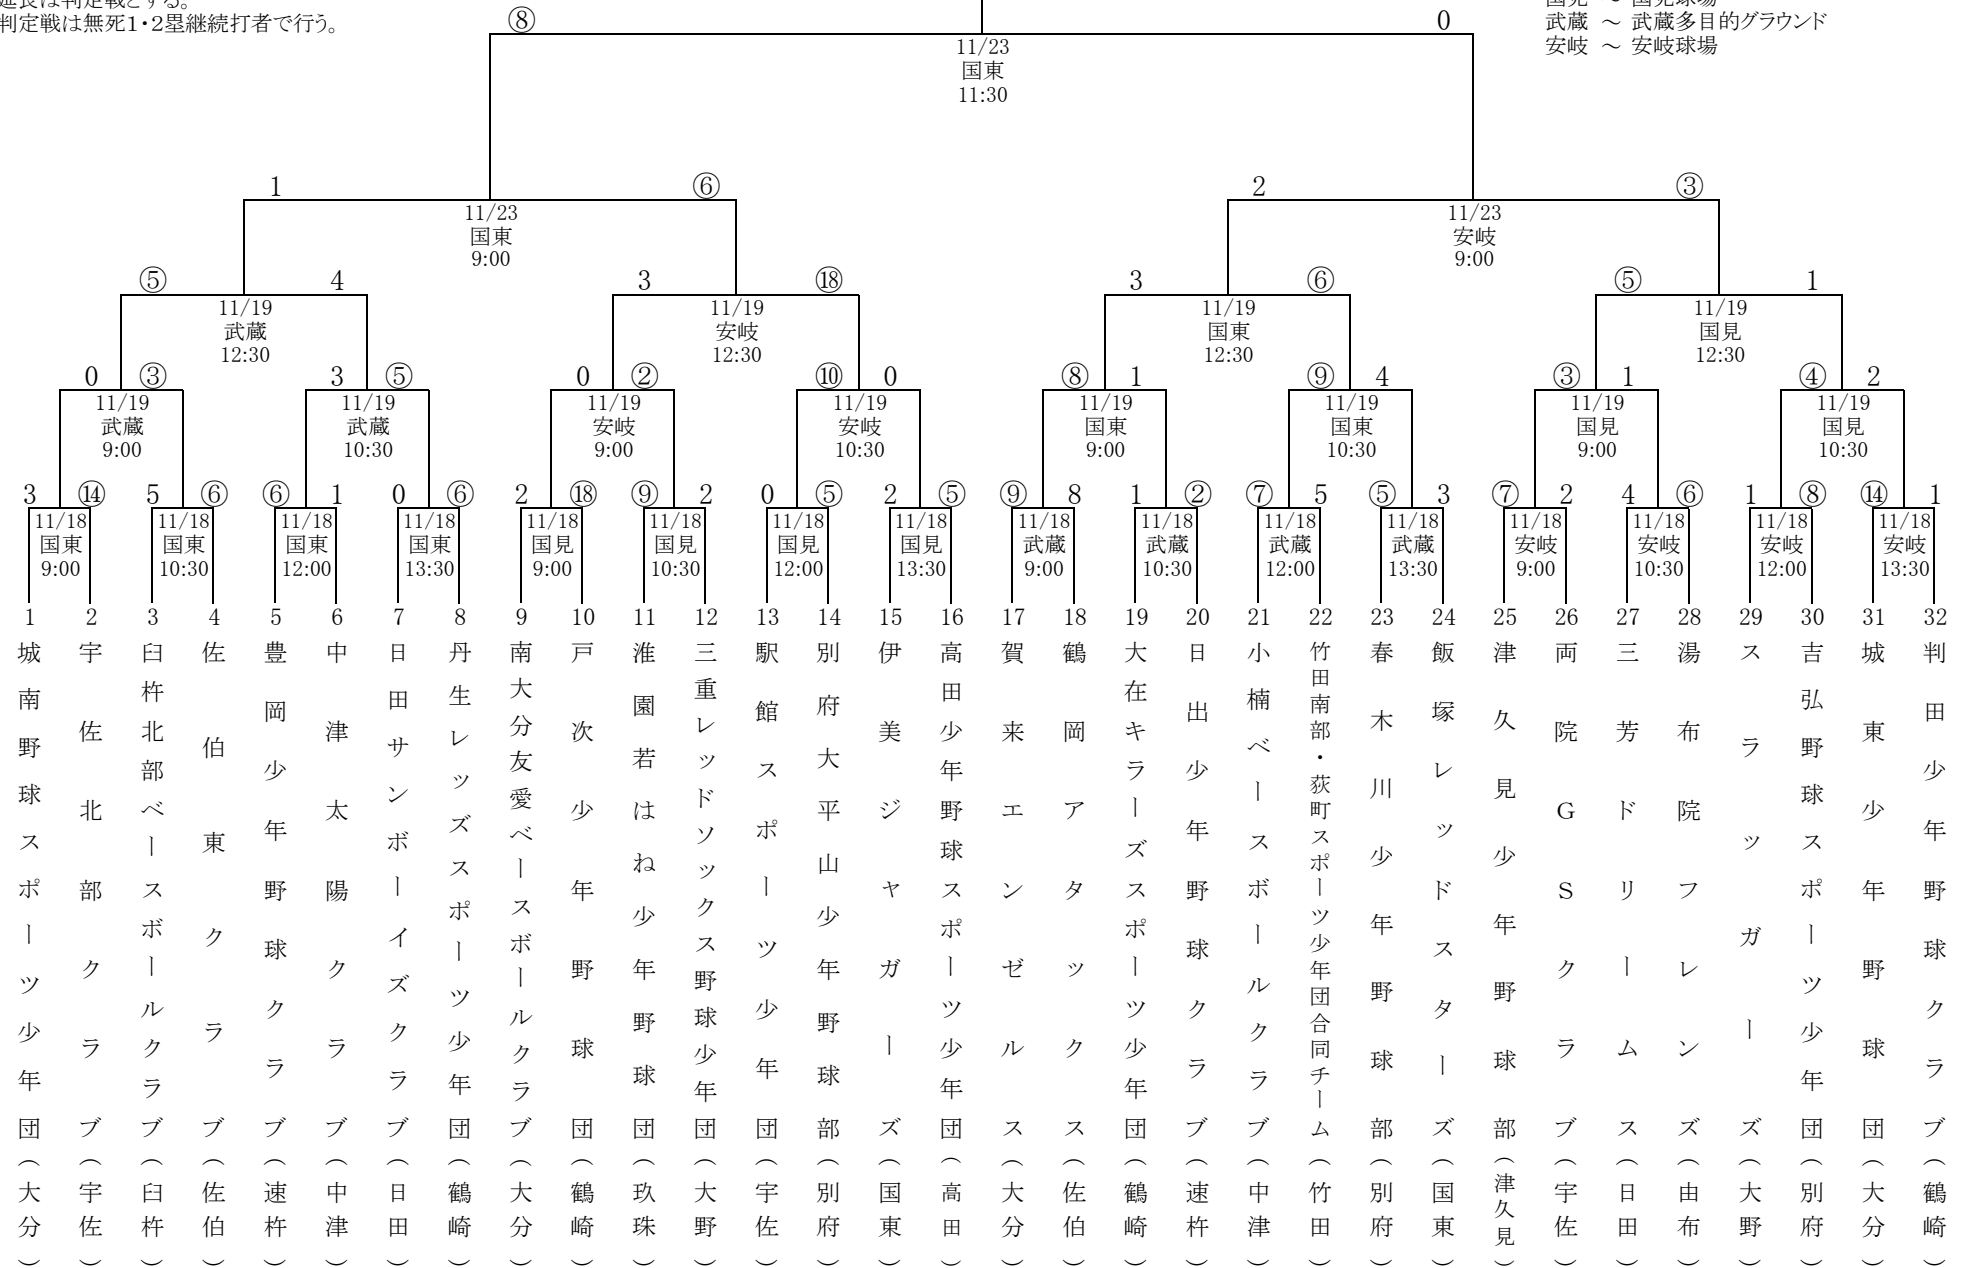 延長は判定戦とする。
判定戦は無死1・2塁継続打者で行う。
国見 ～ 国見球場
武蔵 ～ 武蔵多目的グラウンド
安岐 ～ 安岐球場
⑧ 0
11/23
国東
11:30
1 ⑥ 2 ③
11/23 11/23
国東 安岐
9:00 9:00
⑤ 4 3 ⑱ 3 ⑥ ⑤ 1
11/19 11/19 11/19 11/19
武蔵 安岐 国東 国見
12:30 12:30 12:30 12:30
0 ③ 3 ⑤ 0 ② ⑩ 0 ⑧ 1 ⑨ 4 ③ 1 ④ 2
11/19 11/19 11/19 11/19 11/19 11/19 11/19 11/19
武蔵 武蔵 安岐 安岐 国東 国東 国見 国見
9:00 10:30 9:00 10:30 9:00 10:30 9:00 10:30
3 ⑭ 5 ⑥ ⑥ 1 0 ⑥ 2 ⑱ ⑨ 2 0 ⑤ 2 ⑤ ⑨ 8 1 ② ⑦ 5 ⑤ 3 ⑦ 2 4 ⑥ 1 ⑧ ⑭ 1
11/18 11/18 11/18 11/18 11/18 11/18 11/18 11/18 11/18 11/18 11/18 11/18 11/18 11/18 11/18 11/18
国東 国東 国東 国東 国見 国見 国見 国見 武蔵 武蔵 武蔵 武蔵 安岐 安岐 安岐 安岐
9:00 10:30 12:00 13:30 9:00 10:30 12:00 13:30 9:00 10:30 12:00 13:30 9:00 10:30 12:00 13:30
1 2 3 4 5 6 7 8 9 10 11 12 13 14 15 16 17 18 19 20 21 22 23 24 25 26 27 28 29 30 31 32
城南野球スポーツ少年団（大分）
宇佐北部クラブ（宇佐）
臼杵北部ベースボールクラブ（臼杵）
佐伯東クラブ（佐伯）
豊岡少年野球クラブ（速杵）
中津太陽クラブ（中津）
日田サンボーイズクラブ（日田）
丹生レッズスポーツ少年団（鶴崎）
南大分友愛ベースボールクラブ（大分）
戸次少年野球団（鶴崎）
淮園若はね少年野球団（玖珠）
三重レッドソックス野球少年団（大野）
駅館スポーツ少年団（宇佐）
別府大平山少年野球部（別府）
伊美ジャガーズ（国東）
高田少年野球スポーツ少年団（高田）
賀来エンゼルス（大分）
鶴岡アタックス（佐伯）
大在キラーズスポーツ少年団（鶴崎）
日出少年野球クラブ（速杵）
小楠ベースボールクラブ（中津）
竹田南部・荻町スポーツ少年団合同チーム（竹田）
春木川少年野球部（別府）
飯塚レッドスターズ（国東）
津久見少年野球部（津久見）
両院GSクラブ（宇佐）
三芳ドリームス（日田）
湯布院フレンズ（由布）
スラッガーズ（大野）
吉弘野球スポーツ少年団（別府）
城東少年野球団（大分）
判田少年野球クラブ（鶴崎）